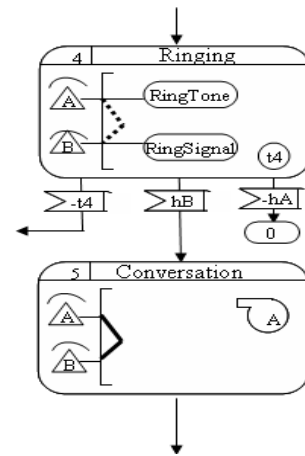 4 Ringing
A RingTone
B RingSignal
t4
-t4 hB -hA
0
5 Conversation
A A
B